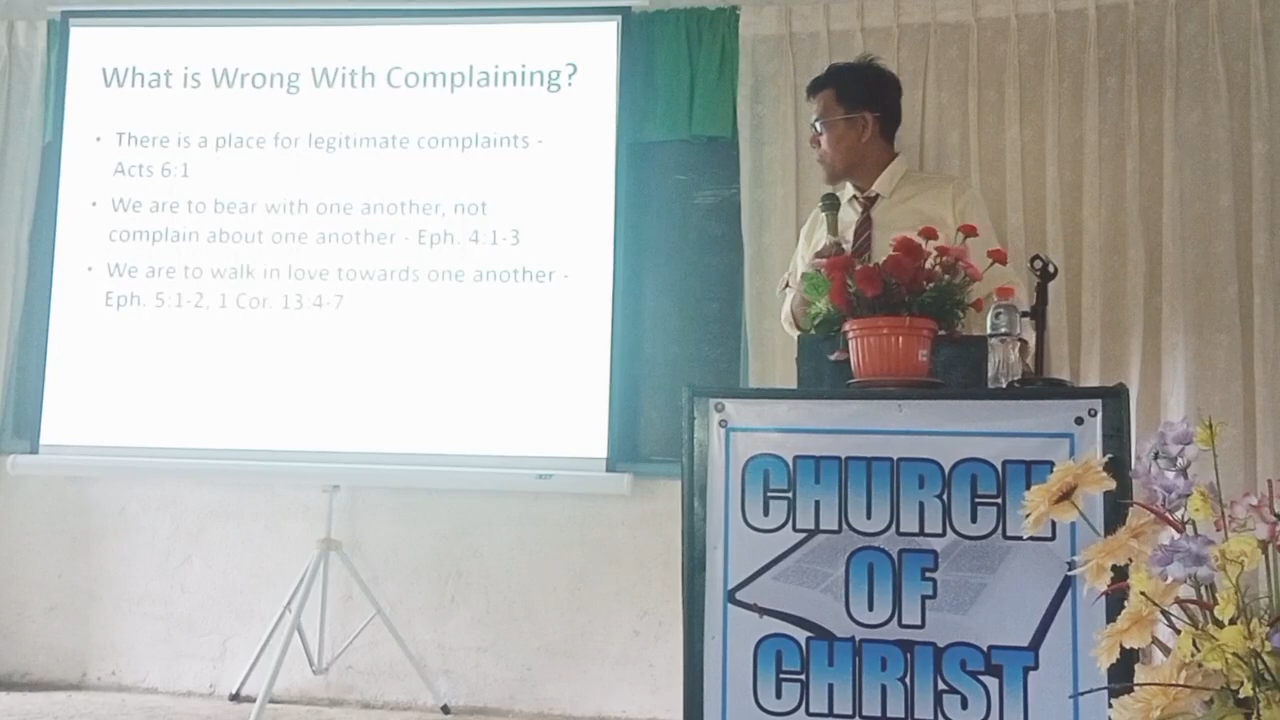 What is Wrong With Complaining?
• There is a place for legitimate complaints -
Acts 6:1
• We are to bear with one another, not
complain about one another - Eph. 4:1-3
• We are to walk in love towards one another -
Eph. 5:1-2, 1 Cor. 13:4-7
CHURCH
OF
CHRIST